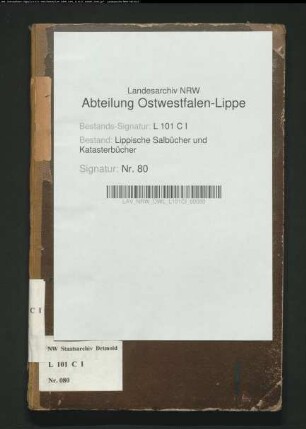 Landesarchiv NRW
Abteilung Ostwestfalen-Lippe
Bestands-Signatur: L 101 C I
Bestand: Lippische Salbücher und
Katasterbücher
Signatur: Nr. 80
C I
NW Staatsarchiv Detmold
L 101 C I
Nr. 080